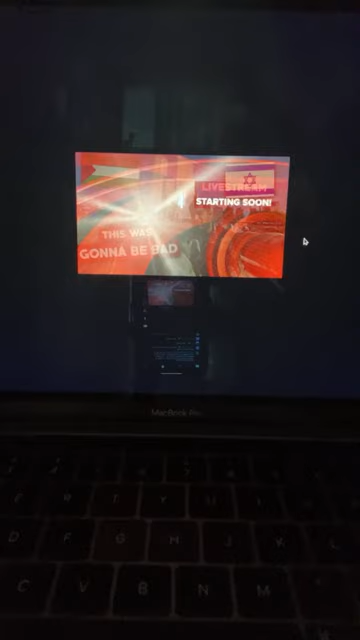 LIVESTREAM
STARTING SOON!
THIS WAS
GONNA BE BAD
MacBook Pro
E R T Y U I
D F G H J K L
C V B N M